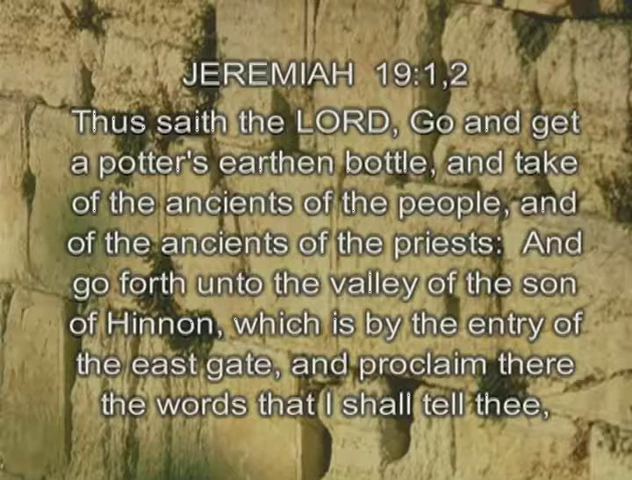 JEREMIAH 19:1,2
Thus saith the LORD, Go and get
a potter's earthen bottle, and take
of the ancients of the people, and
of the ancients of the priests: And
go forth unto the valley of the son
of Hinnon, which is by the entry of
the east gate, and proclaim there
the words that I shall tell thee,